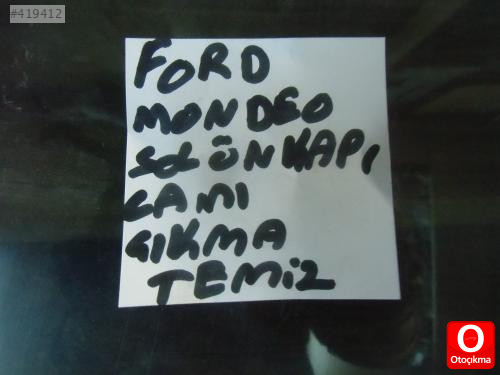 #419412
FORD
MONDEO
SOL ÖN KAPI
CAMI
ÇIKMA
TEMİZ
Otoçıkma